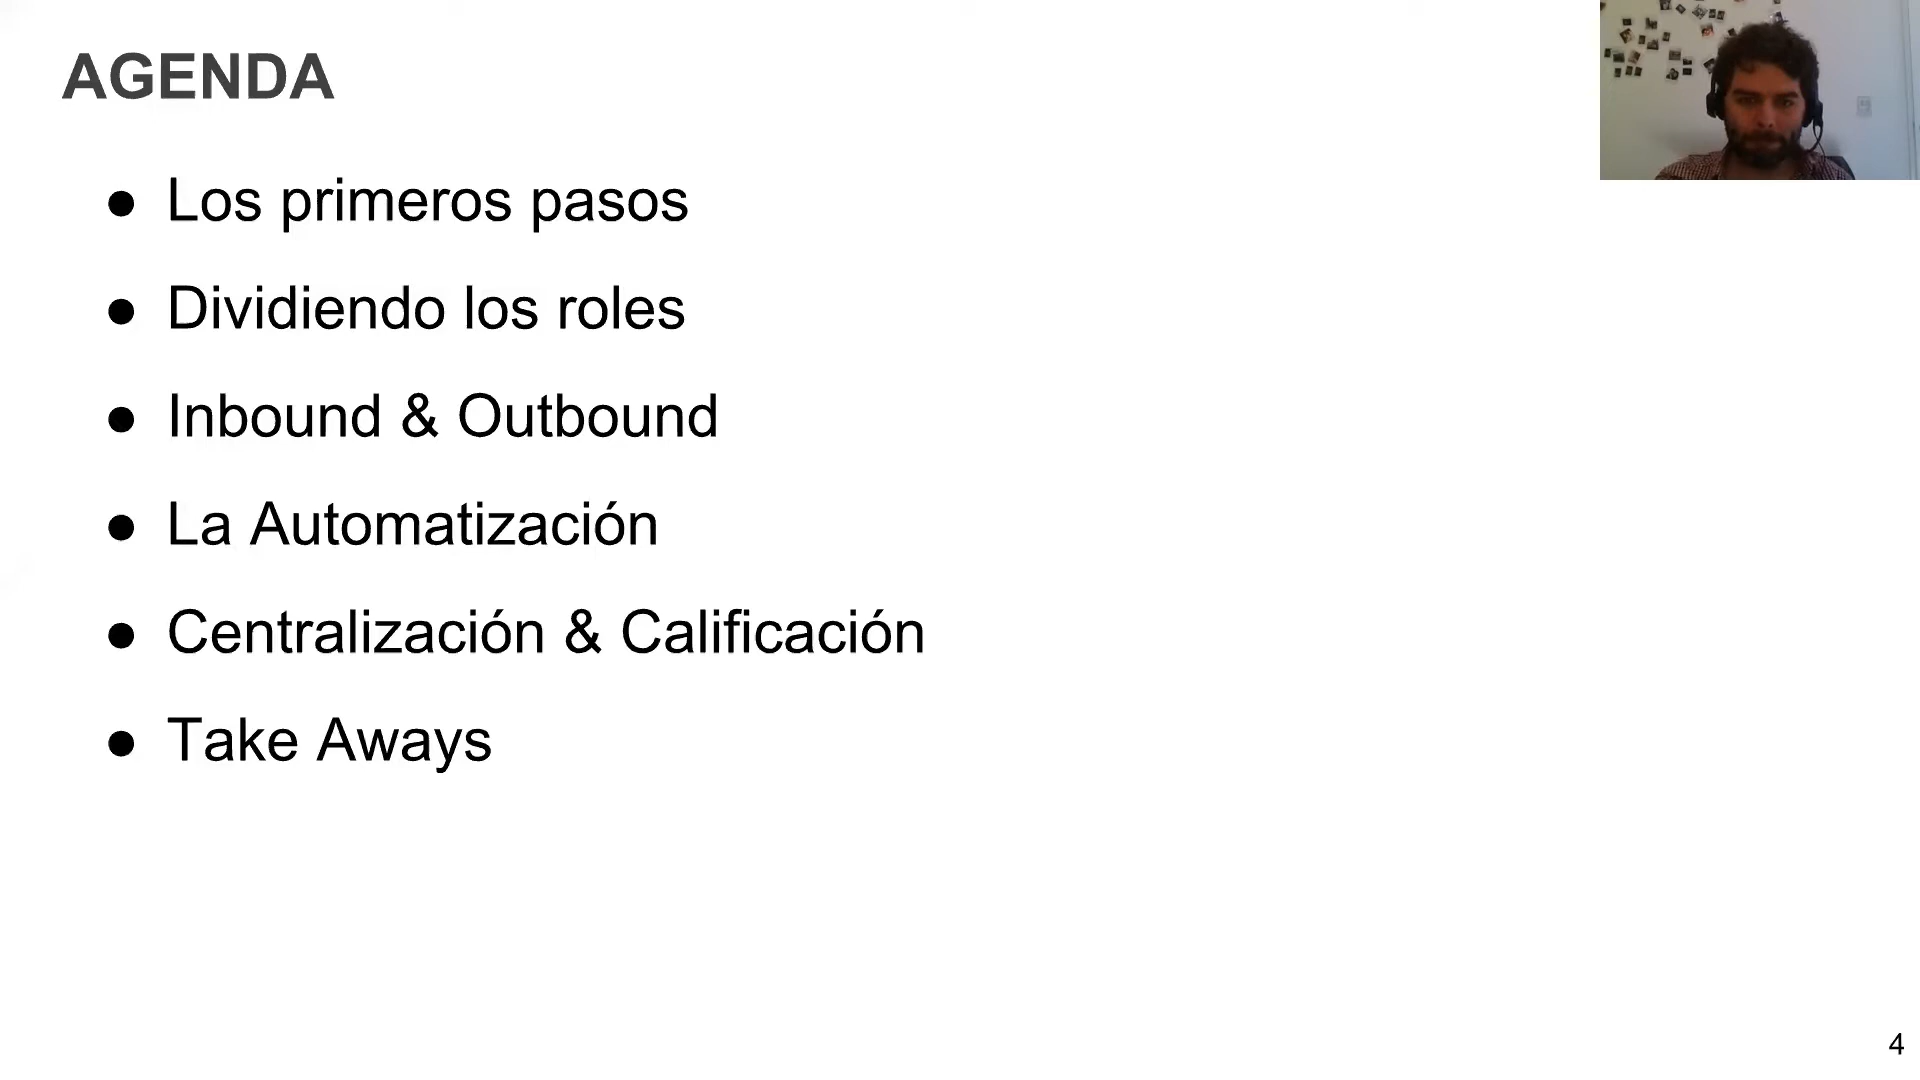 AGENDA
● Los primeros pasos
● Dividiendo los roles
● Inbound & Outbound
● La Automatización
● Centralización & Calificación
● Take Aways
4